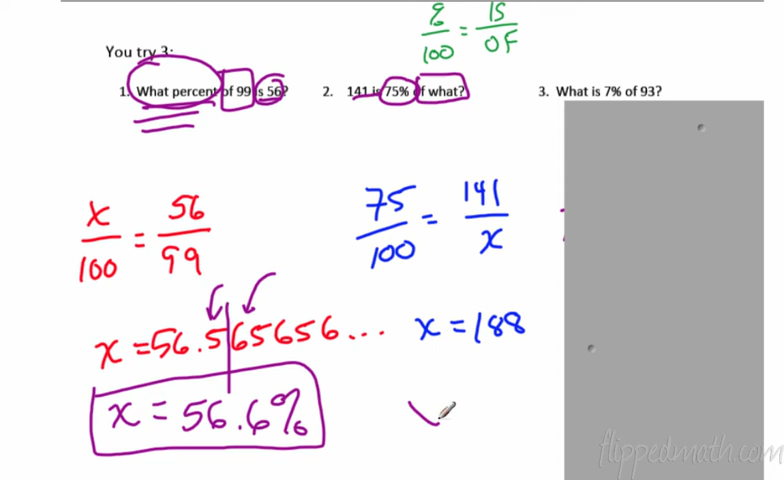 %/100 = IS/OF
You try 3:
1. What percent of 99 is 56?
2. 141 is 75% of what?
3. What is 7% of 93?
x/100 = 56/99
75/100 = 141/x
x = 56.565656...
x = 188
x = 56.6%
flippedmath.com